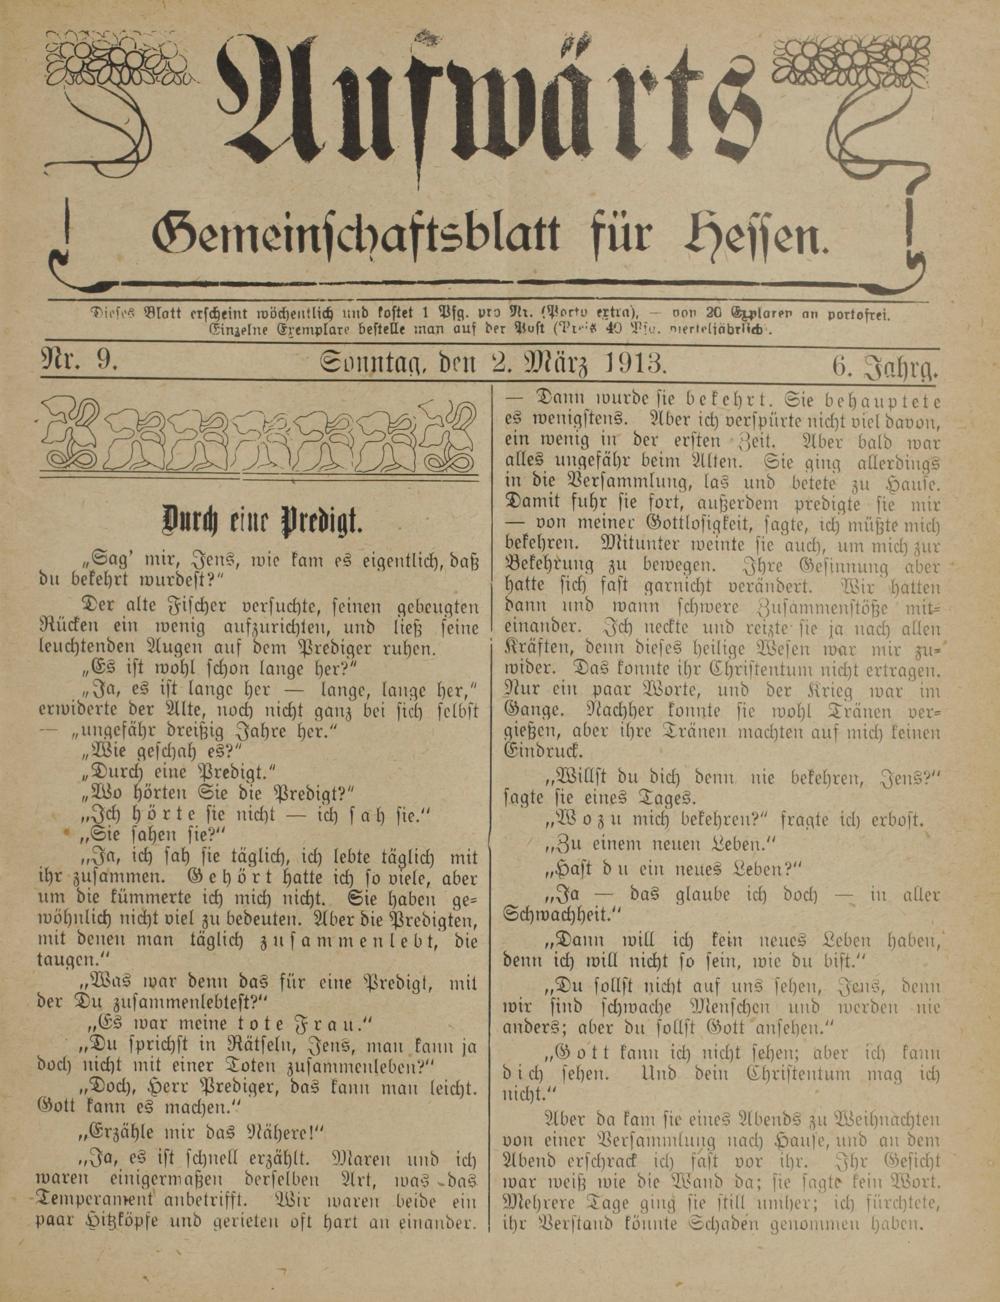 Aufwärts
Gemeinschaftsblatt für Hessen.
Dieses Blatt erscheint wöchentlich und kostet 1 Pfg. pro Nr. (Porto extra), — von 20 Explaren an portofrei.
Einzelne Exemplare bestelle man auf der Post (Preis 40 Pfg. vierteljährlich).
Nr. 9. Sonntag, den 2. März 1913. 6. Jahrg.
Durch eine Predigt.
„Sag' mir, Jens, wie kam es eigentlich, daß
du bekehrt wurdest?“
Der alte Fischer versuchte, seinen gebeugten
Rücken ein wenig aufzurichten, und ließ seine
leuchtenden Augen auf dem Prediger ruhen.
„Es ist wohl schon lange her?“
„Ja, es ist lange her — lange, lange her,“
erwiderte der Alte, noch nicht ganz bei sich selbst
— „ungefähr dreißig Jahre her.“
„Wie geschah es?“
„Durch eine Predigt.“
„Wo hörten Sie die Predigt?“
„Ich hörte sie nicht — ich sah sie.“
„Sie sahen sie?“
„Ja, ich sah sie täglich, ich lebte täglich mit
ihr zusammen. Gehört hatte ich so viele, aber
um die kümmerte ich mich nicht. Sie haben ge-
wöhnlich nicht viel zu bedeuten. Aber die Predigten,
mit denen man täglich zusammenlebt, die
taugen.“
„Was war denn das für eine Predigt, mit
der Du zusammenlebtest?“
„Es war meine tote Frau.“
„Du sprichst in Rätseln, Jens, man kann ja
doch nicht mit einer Toten zusammenleben?“
„Doch, Herr Prediger, das kann man leicht.
Gott kann es machen.“
„Erzähle mir das Nähere!“
„Ja, es ist schnell erzählt. Maren und ich
waren einigermaßen derselben Art, was das
Temperament anbetrifft. Wir waren beide ein
paar Hitzköpfe und gerieten oft hart an einander.
— Dann wurde sie bekehrt. Sie behauptete
es wenigstens. Aber ich verspürte nicht viel davon,
ein wenig in der ersten Zeit. Aber bald war
alles ungefähr beim Alten. Sie ging allerdings
in die Versammlung, las und betete zu Hause.
Damit fuhr sie fort, außerdem predigte sie mir
— von meiner Gottlosigkeit, sagte, ich müßte mich
bekehren. Mitunter weinte sie auch, um mich zur
Bekehrung zu bewegen. Ihre Gesinnung aber
hatte sich fast garnicht verändert. Wir hatten
dann und wann schwere Zusammenstöße mit-
einander. Ich neckte und reizte sie ja nach allen
Kräften, denn dieses heilige Wesen war mir zu-
wider. Das konnte ihr Christentum nicht ertragen.
Nur ein paar Worte, und der Krieg war im
Gange. Nachher konnte sie wohl Tränen ver-
gießen, aber ihre Tränen machten auf mich keinen
Eindruck.
„Willst du dich denn nie bekehren, Jens?“
sagte sie eines Tages.
„Wozu mich bekehren?“ fragte ich erbost.
„Zu einem neuen Leben.“
„Hast du ein neues Leben?“
„Ja — das glaube ich doch — in aller
Schwachheit.“
„Dann will ich kein neues Leben haben,
denn ich will nicht so sein, wie du bist.“
„Du sollst nicht auf uns sehen, Jens, denn
wir sind schwache Menschen und werden nie
anders; aber du sollst Gott ansehen.“
„Gott kann ich nicht sehen; aber ich kann
dich sehen. Und dein Christentum mag ich
nicht.“
Aber da kam sie eines Abends zu Weihnachten
von einer Versammlung nach Hause, und an dem
Abend erschrack ich fast vor ihr. Ihr Gesicht
war weiß wie die Wand da; sie sagte kein Wort.
Mehrere Tage ging sie still umher; ich fürchtete,
ihr Verstand könnte Schaden genommen haben.